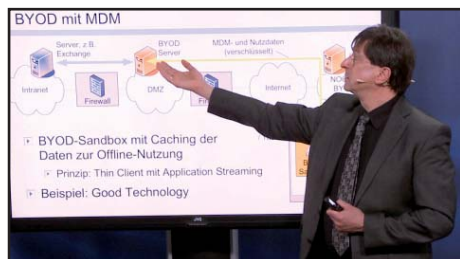 BYOD mit MDM
Server, z.B.
Exchange
BYOD
Server
MDM- und Nutzdaten
(verschlüsselt)
Intranet
Firewall
DMZ
Internet
BYOD-Sandbox mit Caching der
Daten zur Offline-Nutzung
Prinzip: Thin Client mit Application Streaming
Beispiel: Good Technology